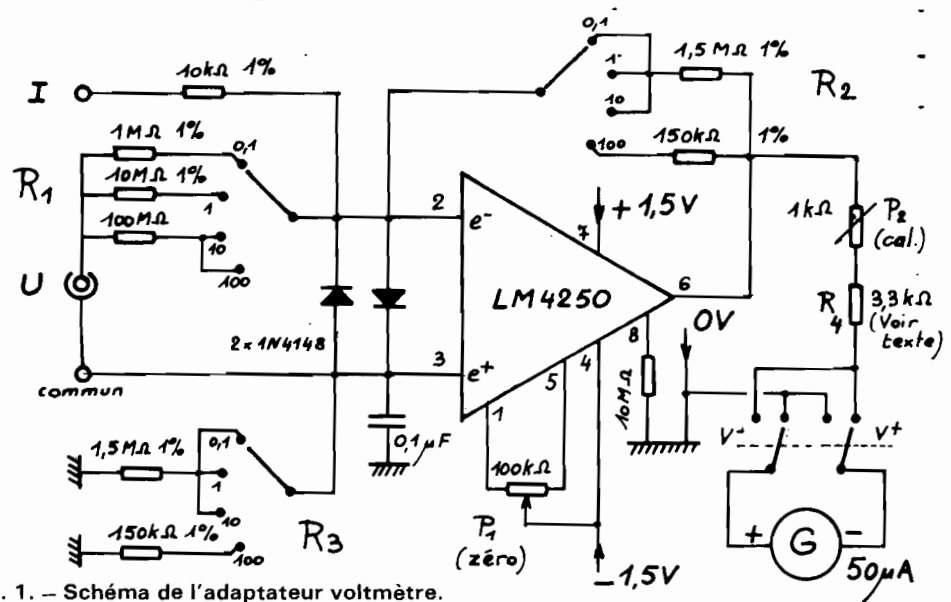 I
10kΩ 1%
0,1
1,5 MΩ 1%
1
10
R2
100
150kΩ
1%
R1
1MΩ 1%
0,1
10MΩ 1%
1
100MΩ
10
100
U
commun
2
e-
3
e+
LM4250
7
+1,5V
6
0V
1kΩ
P2
(cal.)
R4
3,3kΩ
(Voir
texte)
2x1N4148
0,1µF
1
5
4
8
10MΩ
100kΩ
P1
(zéro)
-1,5V
1,5MΩ 1%
0,1
1
10
150kΩ 1%
100
R3
V-
V+
+
G
-
50µA
. 1. – Schéma de l'adaptateur voltmètre.